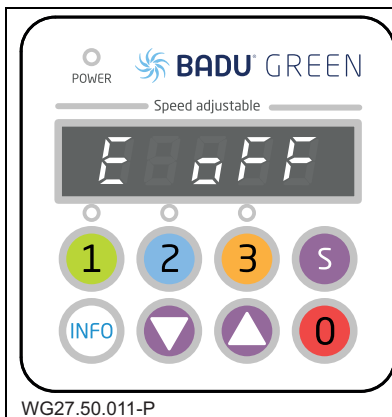 POWER
BADU® GREEN
Speed adjustable
E oFF
1 2 3 S
INFO 0
WG27.50.011-P